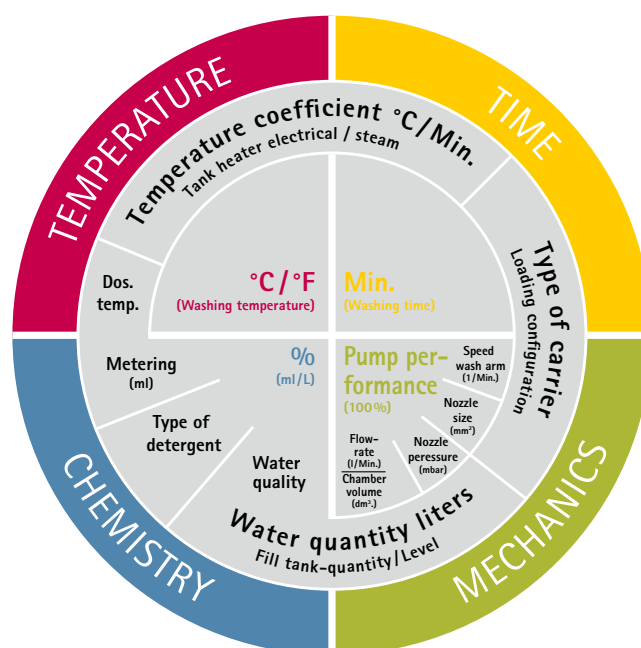 TEMPERATURE
TIME
Temperature coefficient °C/Min.
Tank heater electrical / steam
Type of carrier
Loading configuration
Dos.
temp.
°C/°F
(Washing temperature)
Min.
(Washing time)
Metering
(ml)
%
(ml/L)
Pump per-
formance
(100%)
Speed
wash arm
(1/Min.)
Nozzle
size
(mm²)
Type of
detergent
Water
quality
Flow-
rate
(l/Min.)
Chamber
volume
(dm³.)
Nozzle
peressure
(mbar)
Water quantity liters
Fill tank-quantity/Level
CHEMISTRY
MECHANICS